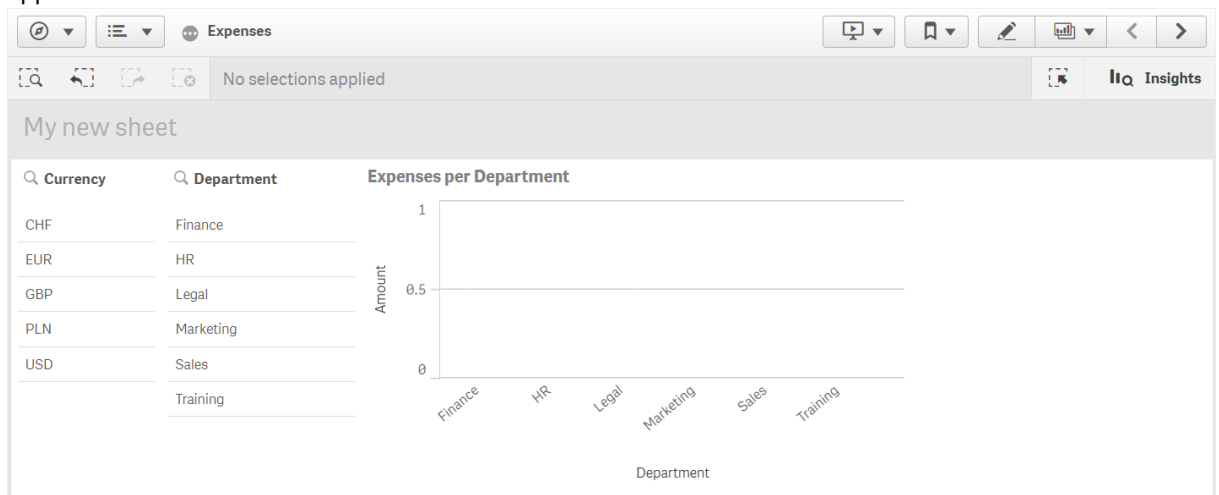 Expenses
No selections applied
Insights
My new sheet
Currency
CHF
EUR
GBP
PLN
USD
Department
Finance
HR
Legal
Marketing
Sales
Training
Expenses per Department
Amount
1
0.5
0
Finance
HR
Legal
Marketing
Sales
Training
Department